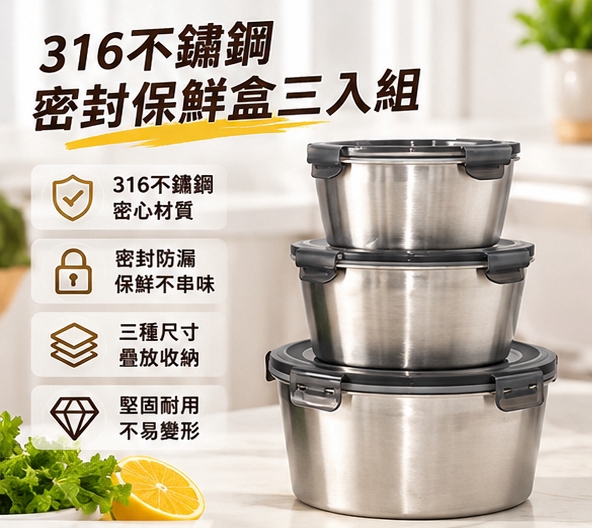 316不鏽鋼
密封保鮮盒三入組
316不鏽鋼
密心材質
密封防漏
保鮮不串味
三種尺寸
疊放收納
堅固耐用
不易變形